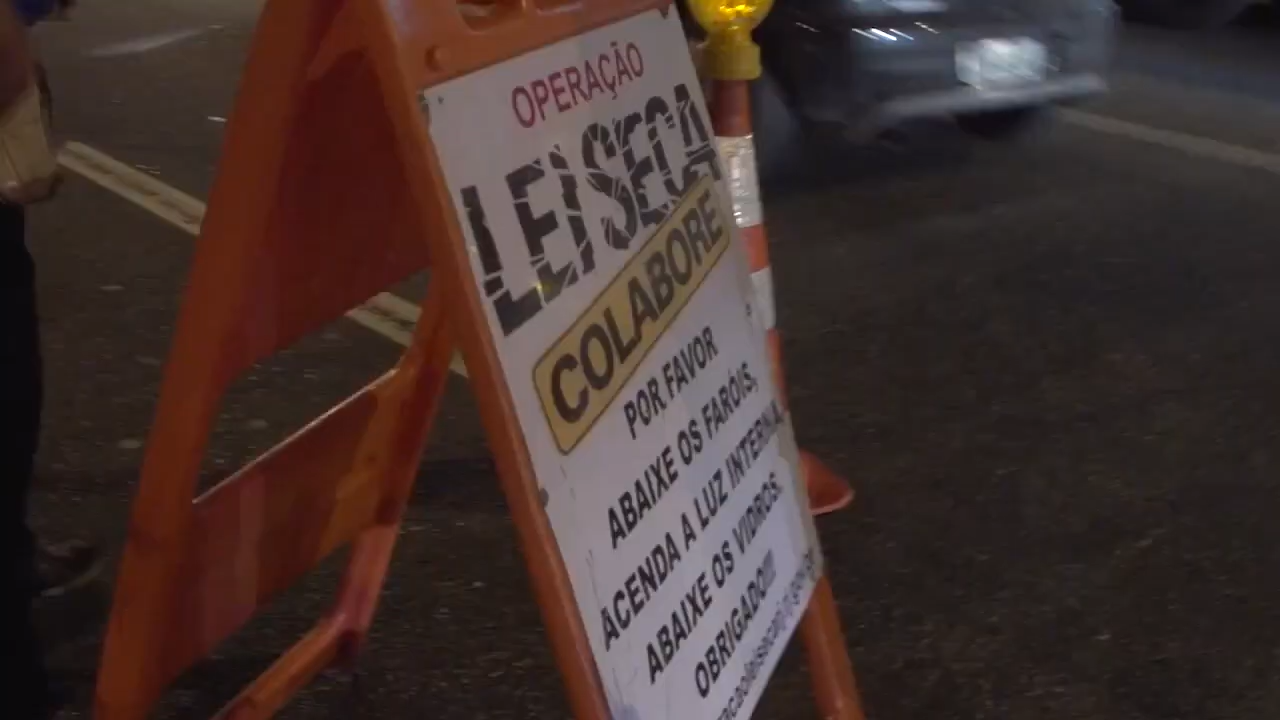 OPERAÇÃO
LEI SECA
COLABORE
POR FAVOR
ABAIXE OS FARÓIS,
ACENDA A LUZ INTERNA,
ABAIXE OS VIDROS.
OBRIGADO!!!